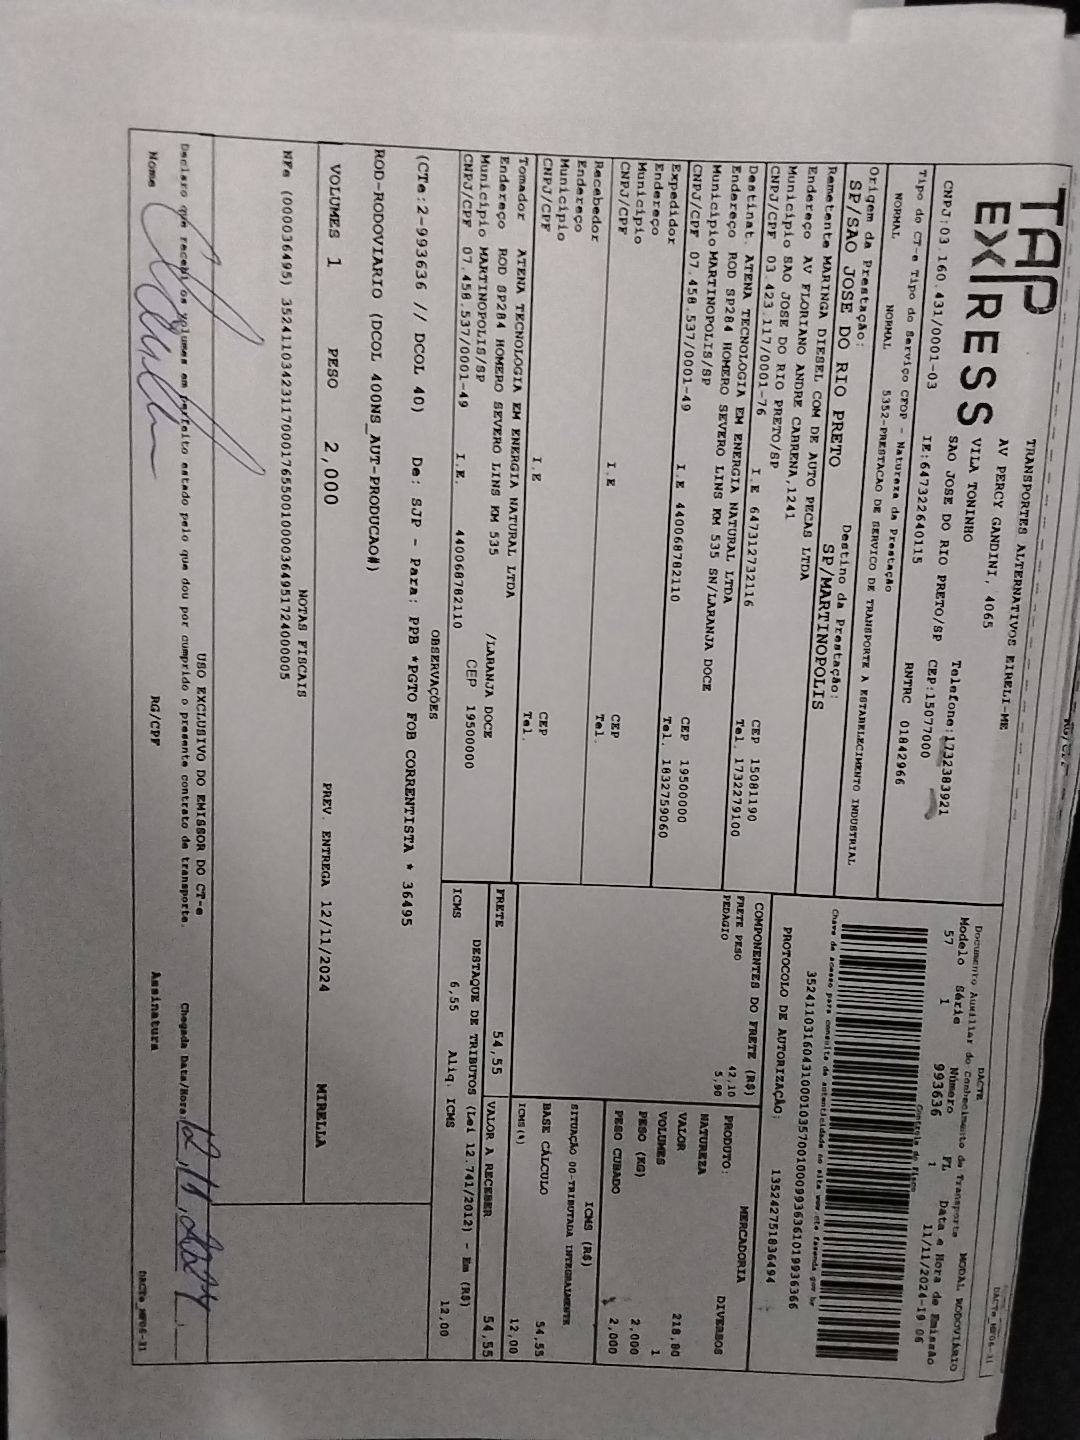 TAP
EXPRESS
TRANSPORTES ALTERNATIVOS EIRELI-ME
AV PERCY GANDINI, 4065
VILA TONINHO
SAO JOSE DO RIO PRETO/SP
Telefone:1732383921
CEP:15077000
CNPJ:03.160.431/0001-03
IE:647322640115
RNTRC 01842966
Tipo do CT-e Tipo do Serviço CFOP - Natureza da Prestação
NORMAL NORMAL 5352-PRESTACAO DE SERVICO DE TRANSPORTE A ESTABELECIMENTO INDUSTRIAL
Origem da Prestação: Destino da Prestação:
SP/SAO JOSE DO RIO PRETO SP/MARTINOPOLIS
Remetente MARINGA DIESEL COM DE AUTO PECAS LTDA
Endereço AV FLORIANO ANDRE CABRENA,1241
Municipio SAO JOSE DO RIO PRETO/SP CEP 15081190
CNPJ/CPF 03.423.117/0001-76 I.E 647312732116 Tel. 1732279100
Destinat. ATENA TECNOLOGIA EM ENERGIA NATURAL LTDA
Endereço ROD SP284 HOMERO SEVERO LINS KM 535 SN/LARANJA DOCE
Municipio MARTINOPOLIS/SP CEP 19500000
CNPJ/CPF 07.458.537/0001-49 I.E 440068782110 Tel. 1832759060
Expedidor
Endereço
Municipio CEP
CNPJ/CPF I.E Tel.
Recebedor
Endereço
Municipio CEP
CNPJ/CPF I.E Tel.
Tomador ATENA TECNOLOGIA EM ENERGIA NATURAL LTDA
Endereço ROD SP284 HOMERO SEVERO LINS KM 535 /LARANJA DOCE
Municipio MARTINOPOLIS/SP CEP 19500000
CNPJ/CPF 07.458.537/0001-49 I.E. 440068782110
DACTE
Documento Auxiliar do Conhecimento de Transporte MODAL RODOVIÁRIO
Modelo Série Número FL Data e Hora de Emissão
57 1 993636 1 11/11/2024-19 06
Controle do Fisco
Chave de acesso para consulta de autenticidade no site www.cte.fazenda.gov.br
35241103160431000103570010009936361019936366
PROTOCOLO DE AUTORIZAÇÃO: 135242751836494
COMPONENTES DO FRETE (R$)
FRETE PESO 42,10
PEDAGIO 5,90
PRODUTO: MERCADORIA
NATUREZA DIVERSOS
VALOR 218,80
VOLUMES 1
PESO (KG) 2,000
PESO CUBADO 2,000
ICMS (R$)
SITUAÇÃO 00-TRIBUTADA INTEGRALMENTE
BASE CÁLCULO 54,55
ICMS(%) 12,00
FRETE 54,55 VALOR A RECEBER 54,55
DESTAQUE DE TRIBUTOS (Lei 12.741/2012) - Em (R$)
ICMS 6,55 Aliq. ICMS 12,00
OBSERVAÇÕES
(CTe:2-993636 // DCOL 40) De: SJP - Para: PPB *PGTO FOB CORRENTISTA * 36495
ROD-RODOVIARIO (DCOL 40ONS_AUT-PRODUCAO#)
VOLUMES 1 PESO 2,000 PREV. ENTREGA 12/11/2024 MIRELLA
NOTAS FISCAIS
NFe (000036495) 35241103423117000176550010000364951724000005
USO EXCLUSIVO DO EMISSOR DO CT-e
Declaro que recebi os volumes em perfeito estado pelo que dou por cumprido o presente contrato de transporte. Chegada Data/Hora: 12,11,2024
Nome RG/CPF Assinatura
DACTe_MP06-31